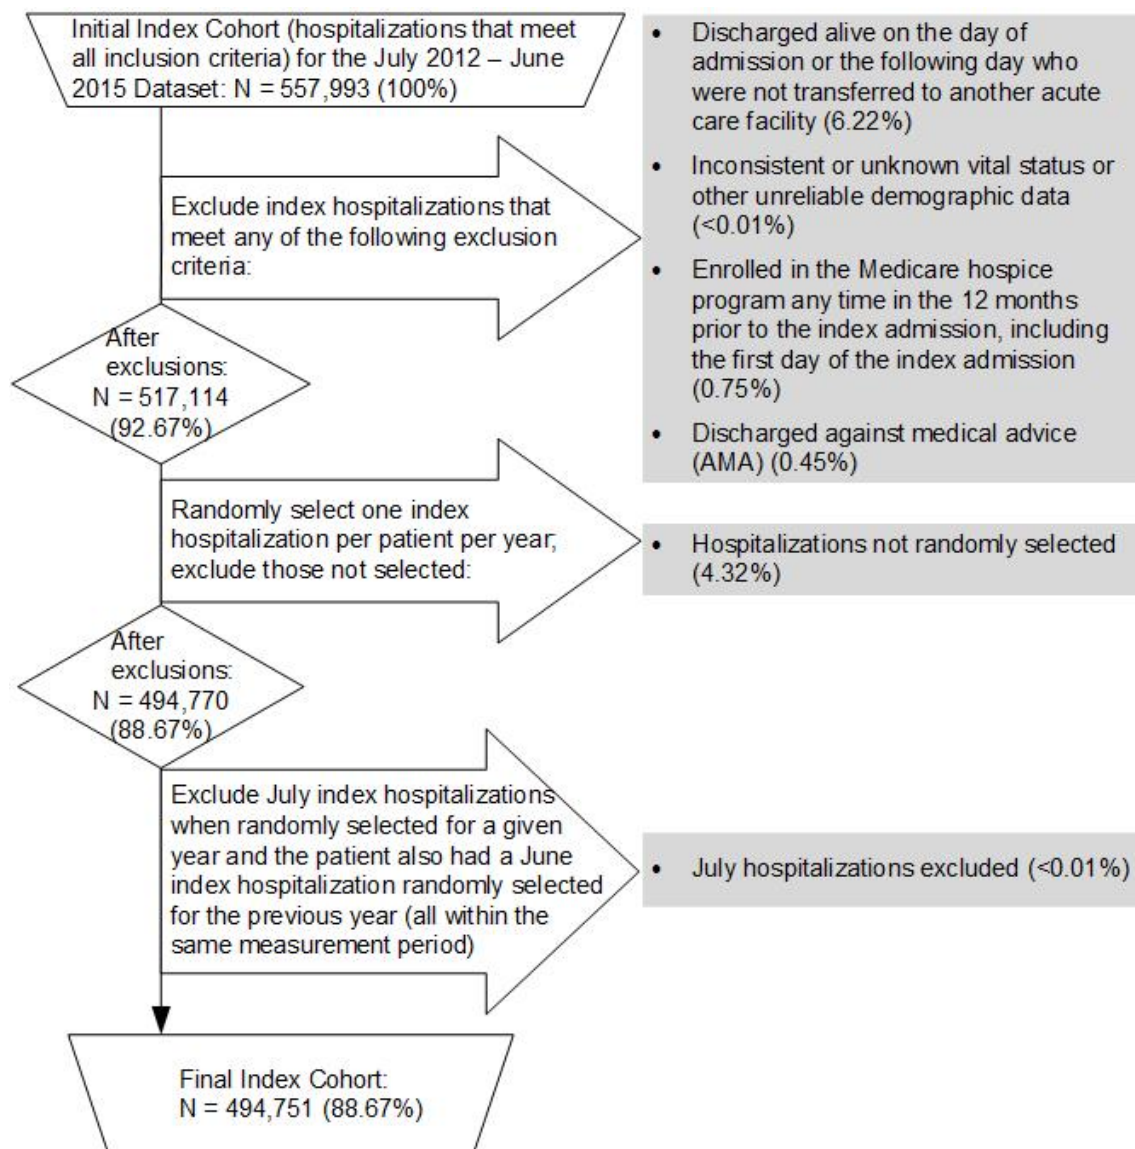 Initial Index Cohort (hospitalizations that meet
all inclusion criteria) for the July 2012 – June
2015 Dataset: N = 557,993 (100%)
• Discharged alive on the day of
admission or the following day who
were not transferred to another acute
care facility (6.22%)
• Inconsistent or unknown vital status or
other unreliable demographic data
(<0.01%)
• Enrolled in the Medicare hospice
program any time in the 12 months
prior to the index admission, including
the first day of the index admission
(0.75%)
• Discharged against medical advice
(AMA) (0.45%)
Exclude index hospitalizations that
meet any of the following exclusion
criteria:
After
exclusions:
N = 517,114
(92.67%)
Randomly select one index
hospitalization per patient per year;
exclude those not selected:
• Hospitalizations not randomly selected
(4.32%)
After
exclusions:
N = 494,770
(88.67%)
Exclude July index hospitalizations
when randomly selected for a given
year and the patient also had a June
index hospitalization randomly selected
for the previous year (all within the
same measurement period)
• July hospitalizations excluded (<0.01%)
Final Index Cohort:
N = 494,751 (88.67%)